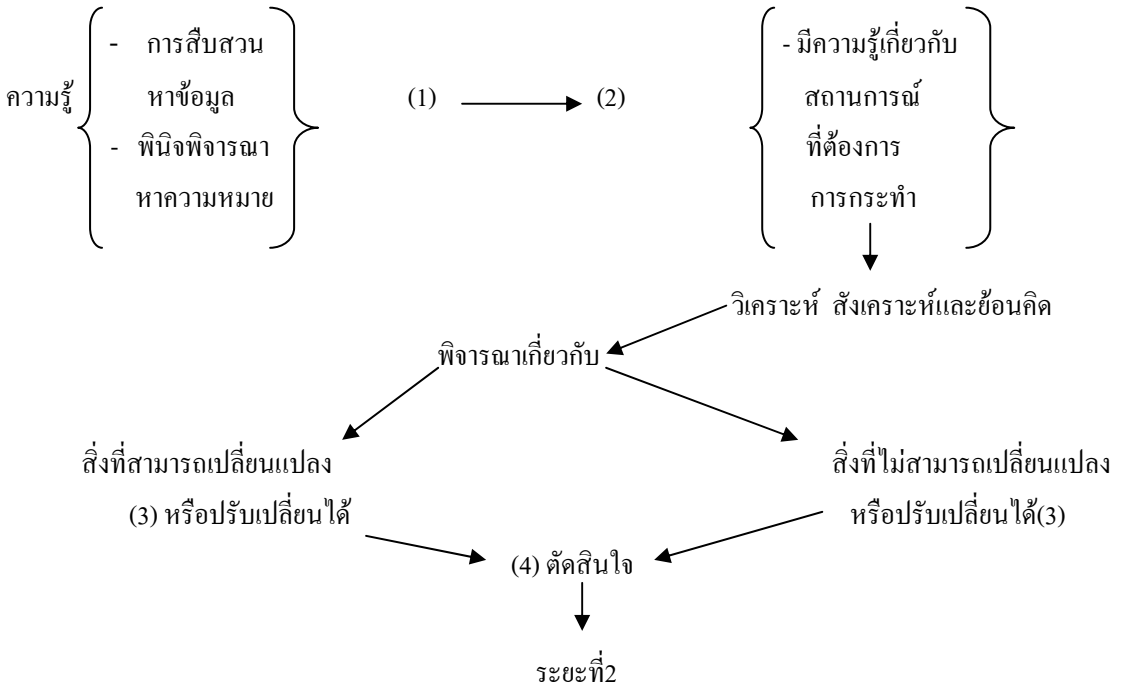 - การสืบสวน
ความรู้ หาข้อมูล
- พินิจพิจารณา
หาความหมาย
(1) (2)
- มีความรู้เกี่ยวกับ
สถานการณ์
ที่ต้องการ
การกระทำ
วิเคราะห์ สังเคราะห์และย้อนคิด
พิจารณาเกี่ยวกับ
สิ่งที่สามารถเปลี่ยนแปลง
(3) หรือปรับเปลี่ยนได้
สิ่งที่ไม่สามารถเปลี่ยนแปลง
หรือปรับเปลี่ยนได้(3)
(4) ตัดสินใจ
ระยะที่2